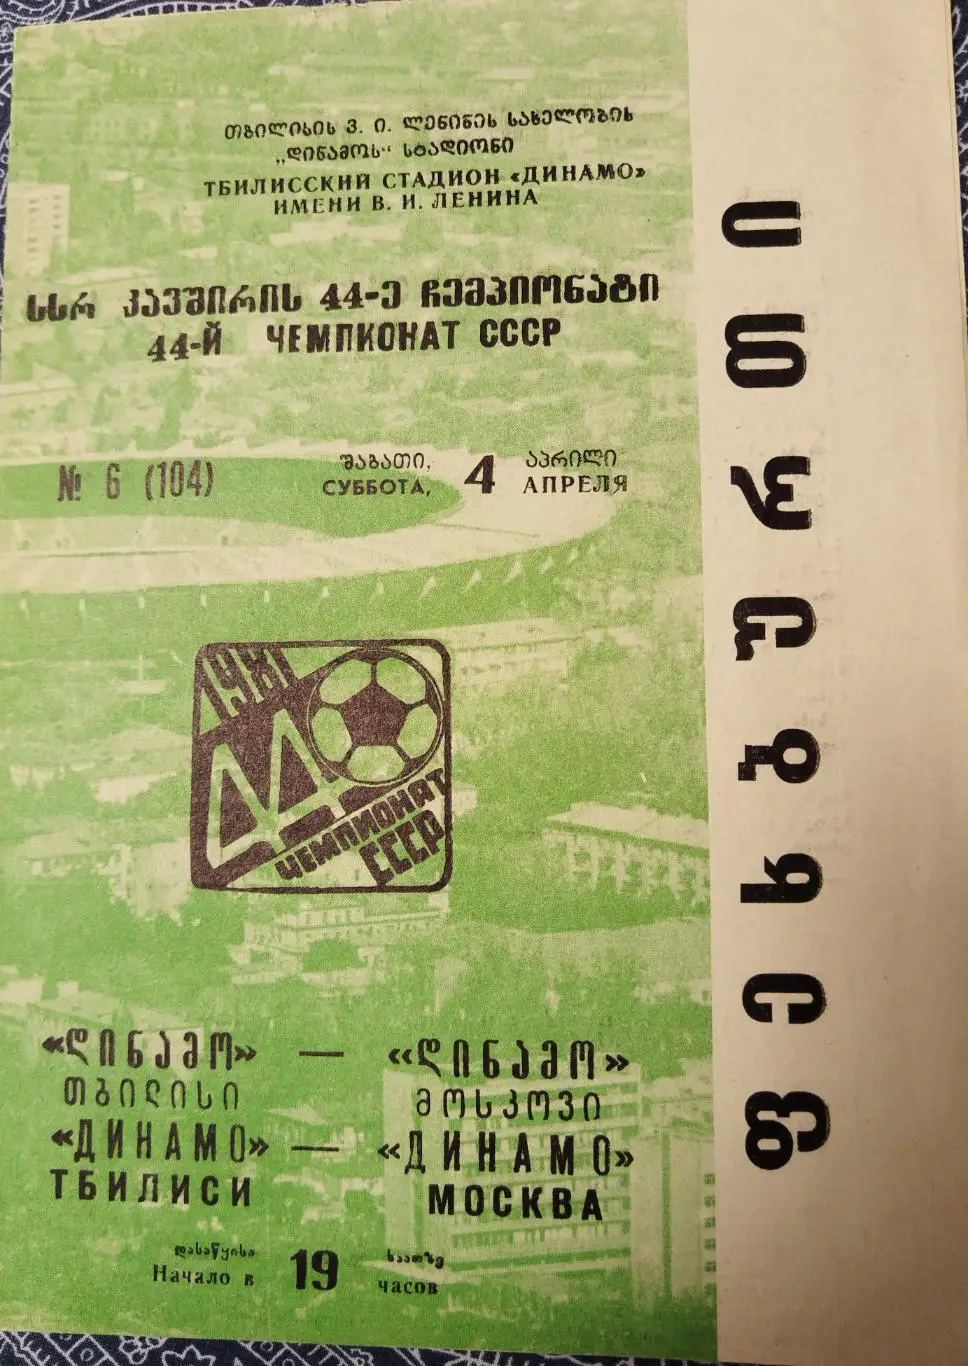 თბილისის ვ. ი. ლენინის სახელობის
„დინამოს“ სტადიონი
ТБИЛИССКИЙ СТАДИОН «ДИНАМО»
ИМЕНИ В. И. ЛЕНИНА
სსრ კავშირის 44-ე ჩემპიონატი
44-Й ЧЕМПИОНАТ СССР
№ 6 (104)
შაბათი, 4 აპრილი
СУББОТА, АПРЕЛЯ
1981
44
ЧЕМПИОНАТ
СССР
«დინამო» — «დინამო»
თბილისი მოსკოვი
«ДИНАМО» — «ДИНАМО»
ТБИЛИСИ МОСКВА
დასაწყისი 19 საათზე
Начало в часов
ფეხბურთი